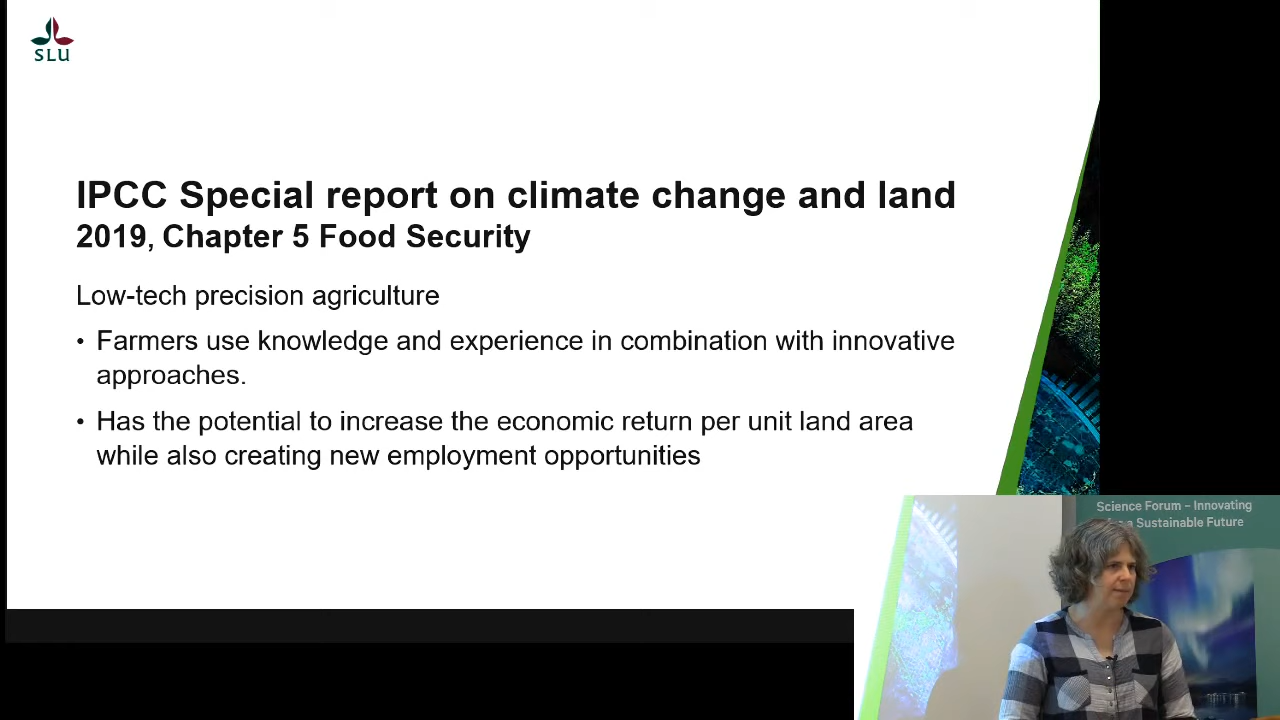 SLU
IPCC Special report on climate change and land
2019, Chapter 5 Food Security
Low-tech precision agriculture
• Farmers use knowledge and experience in combination with innovative
approaches.
• Has the potential to increase the economic return per unit land area
while also creating new employment opportunities
Science Forum – Innovating
for a Sustainable Future